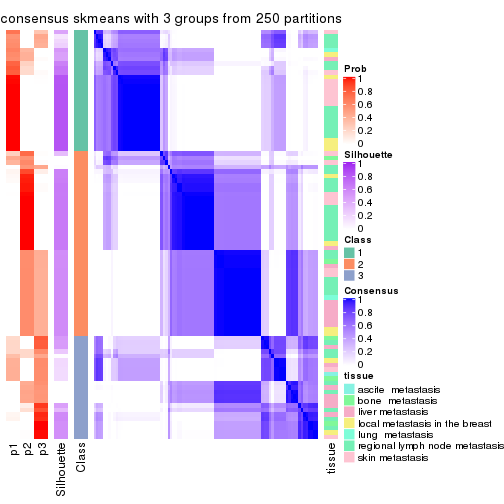 consensus skmeans with 3 groups from 250 partitions
Prob
1
0.8
0.6
0.4
0.2
0
Silhouette
1
0.8
0.6
0.4
0.2
0
Class
1
2
3
Consensus
1
0.8
0.6
0.4
0.2
0
tissue
ascite metastasis
bone metastasis
liver metastasis
local metastasis in the breast
lung metastasis
regional lymph node metastasis
skin metastasis
p1
p2
p3
Silhouette
Class
tissue